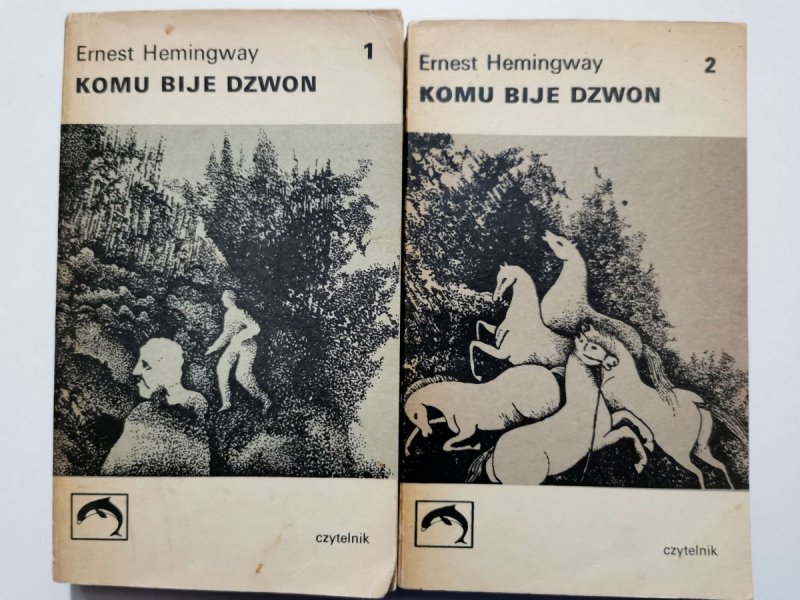 Ernest Hemingway 1
KOMU BIJE DZWON
czytelnik
Ernest Hemingway 2
KOMU BIJE DZWON
czytelnik